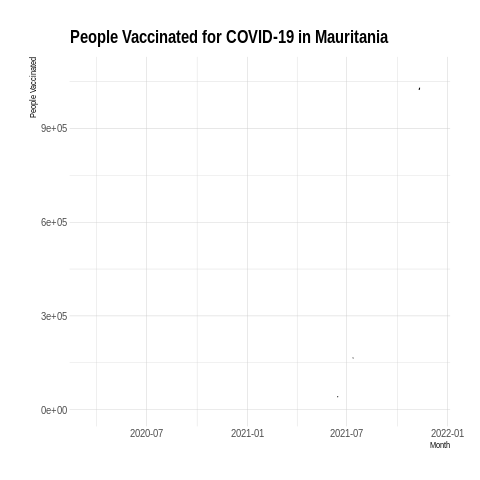 People Vaccinated for COVID-19 in Mauritania
People Vaccinated
9e+05
6e+05
3e+05
0e+00
2020-07 2021-01 2021-07 2022-01
Month